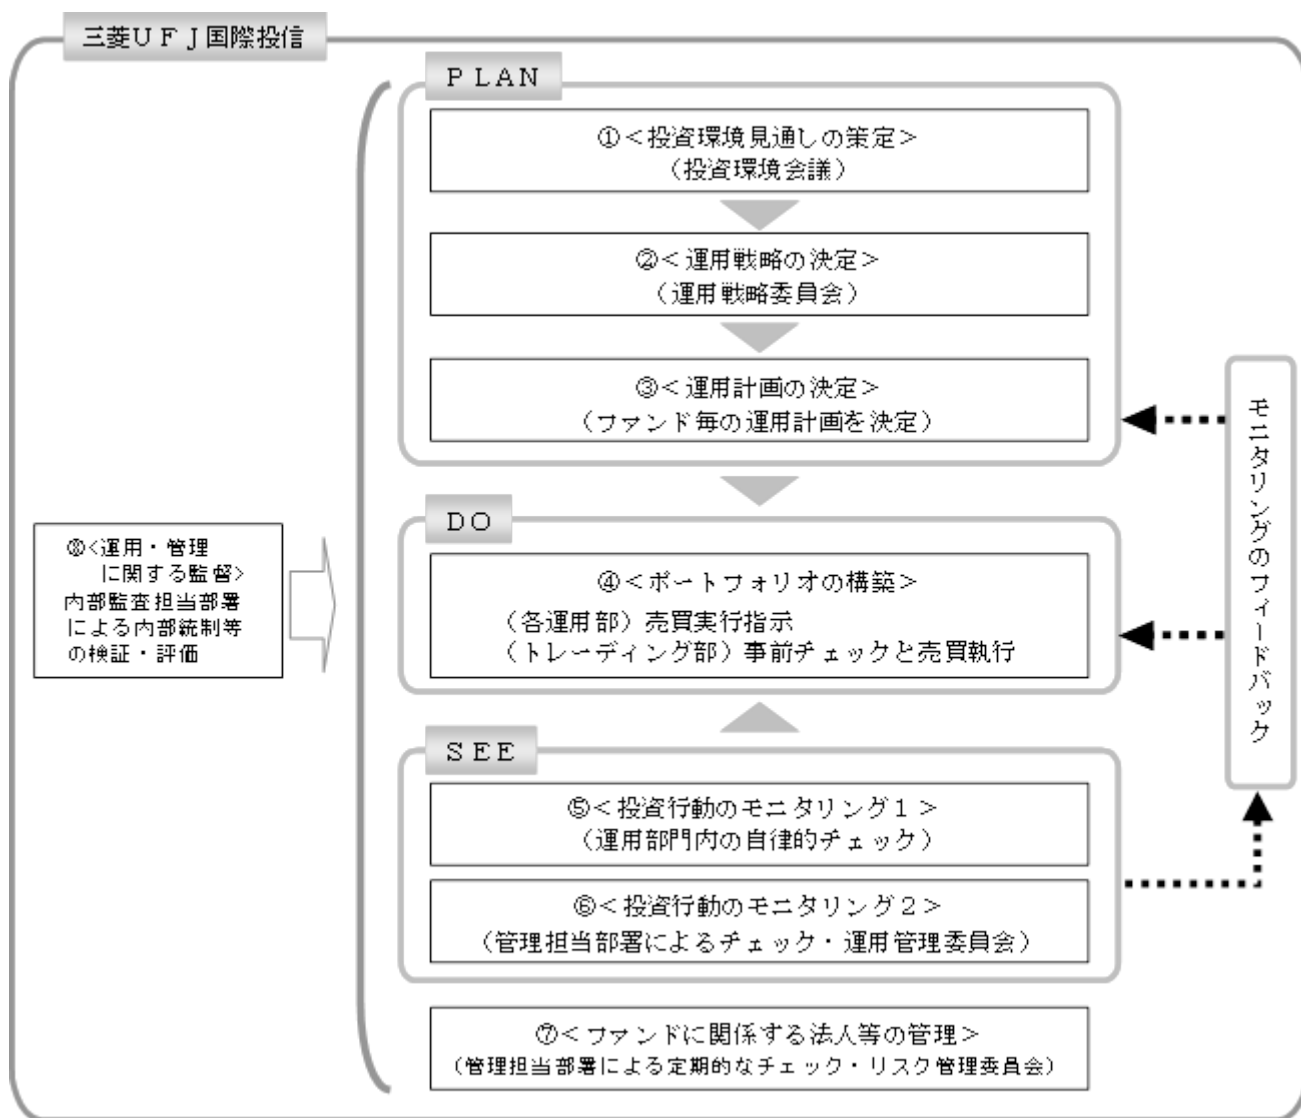 三菱UFJ国際投信
PLAN
①<投資環境見通しの策定>
(投資環境会議)
②<運用戦略の決定>
(運用戦略委員会)
③<運用計画の決定>
(ファンド毎の運用計画を決定)
DO
④<ポートフォリオの構築>
(各運用部)売買実行指示
(トレーディング部)事前チェックと売買執行
SEE
⑤<投資行動のモニタリング1>
(運用部門内の自律的チェック)
⑥<投資行動のモニタリング2>
(管理担当部署によるチェック・運用管理委員会)
⑦<ファンドに関係する法人等の管理>
(管理担当部署による定期的なチェック・リスク管理委員会)
⑧<運用・管理
に関する監督>
内部監査担当部署
による内部統制等
の検証・評価
モニタリングのフィードバック